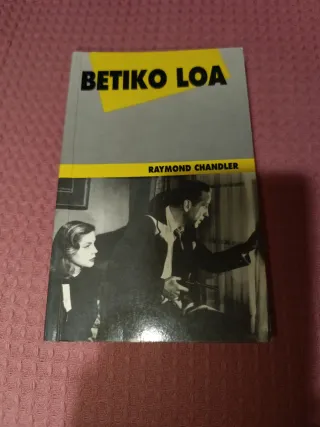 BETIKO LOA
RAYMOND CHANDLER